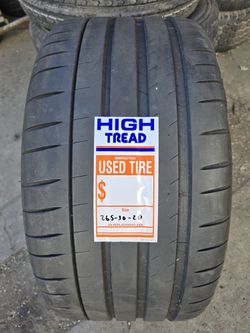 HIGH
TREAD
INSPECTED
USED TIRE
$
Size
265-30-20